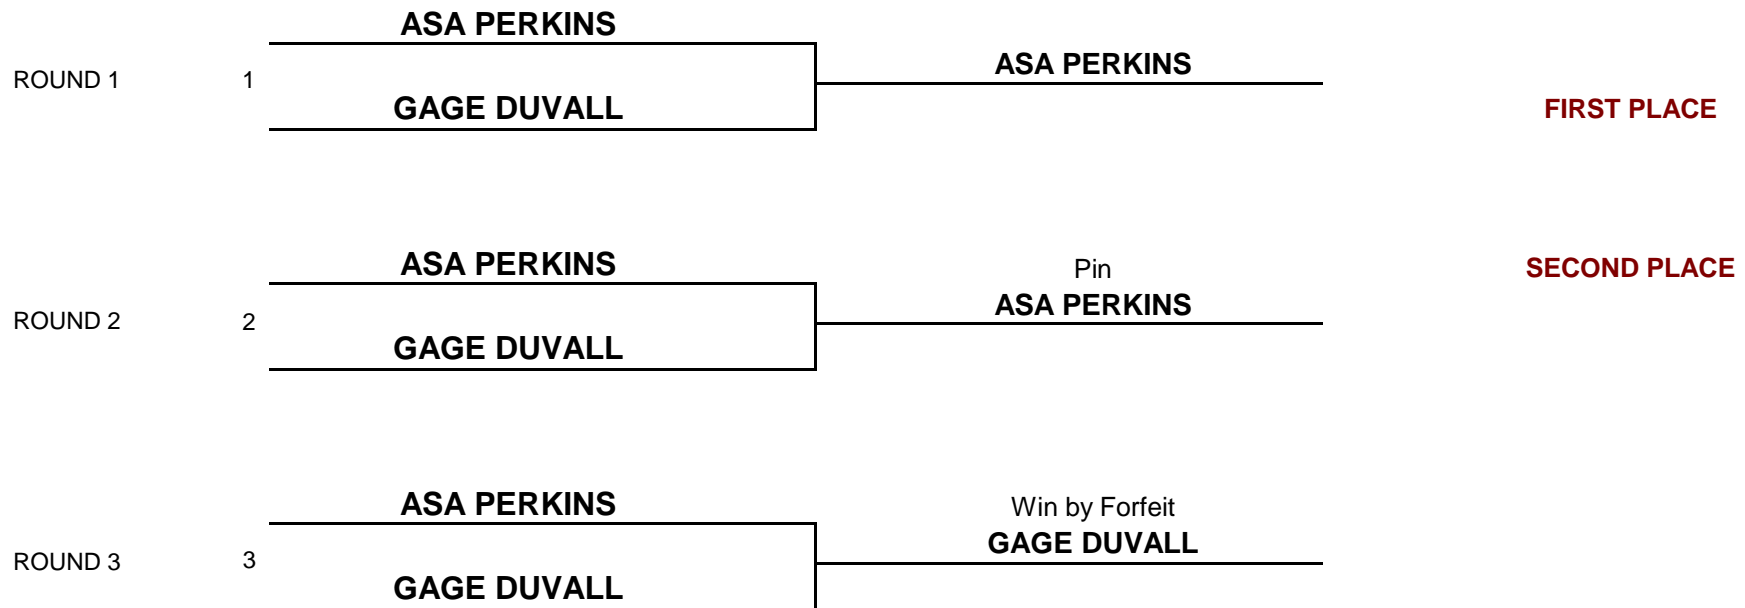 ASA PERKINS
ROUND 1
1
ASA PERKINS
GAGE DUVALL
FIRST PLACE
ASA PERKINS
Pin
SECOND PLACE
ASA PERKINS
ROUND 2
2
GAGE DUVALL
ASA PERKINS
Win by Forfeit
GAGE DUVALL
ROUND 3
3
GAGE DUVALL